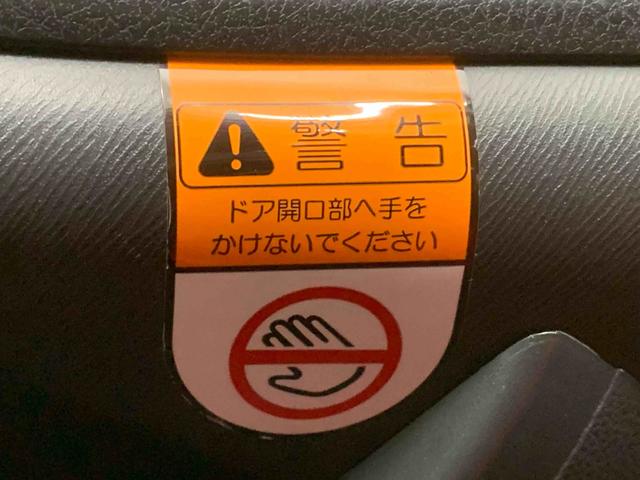 警告
ドア開口部へ手を
かけないでください